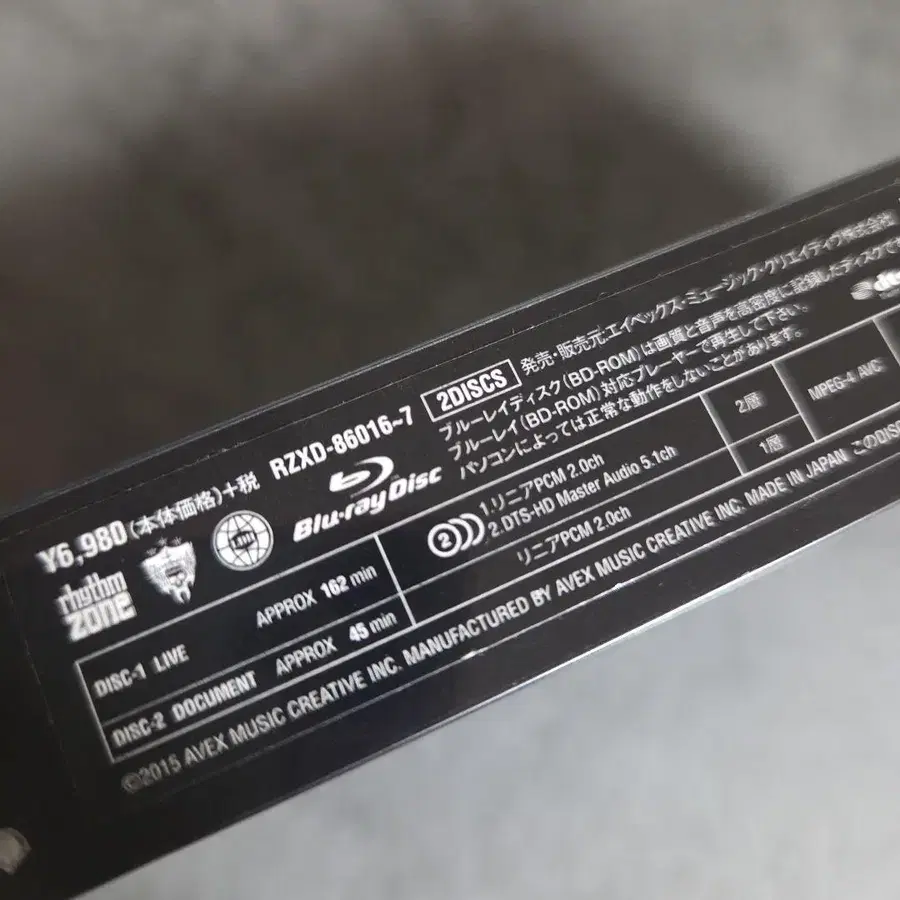 ¥6,980(本体価格)+税 RZXD-86016~7 2DISCS
発売・販売元:エイベックス・ミュージック・クリエイティヴ株式会社
ブルーレイディスク(BD-ROM)は画質と音声を高密度に記録したディスクで
ブルーレイ(BD-ROM)対応プレーヤーで再生して下さい。
パソコンによっては正常な動作をしないことがあります。
rhythm
zone
Blu-ray Disc
dts
DISC-1 LIVE APPROX 162 min
2 1.リニアPCM 2.0ch
2.DTS-HD Master Audio 5.1ch
2層
MPEG-4 AVC
DISC-2 DOCUMENT APPROX 45 min
リニアPCM 2.0ch
1層
©2015 AVEX MUSIC CREATIVE INC. MANUFACTURED BY AVEX MUSIC CREATIVE INC. MADE IN JAPAN このDISC